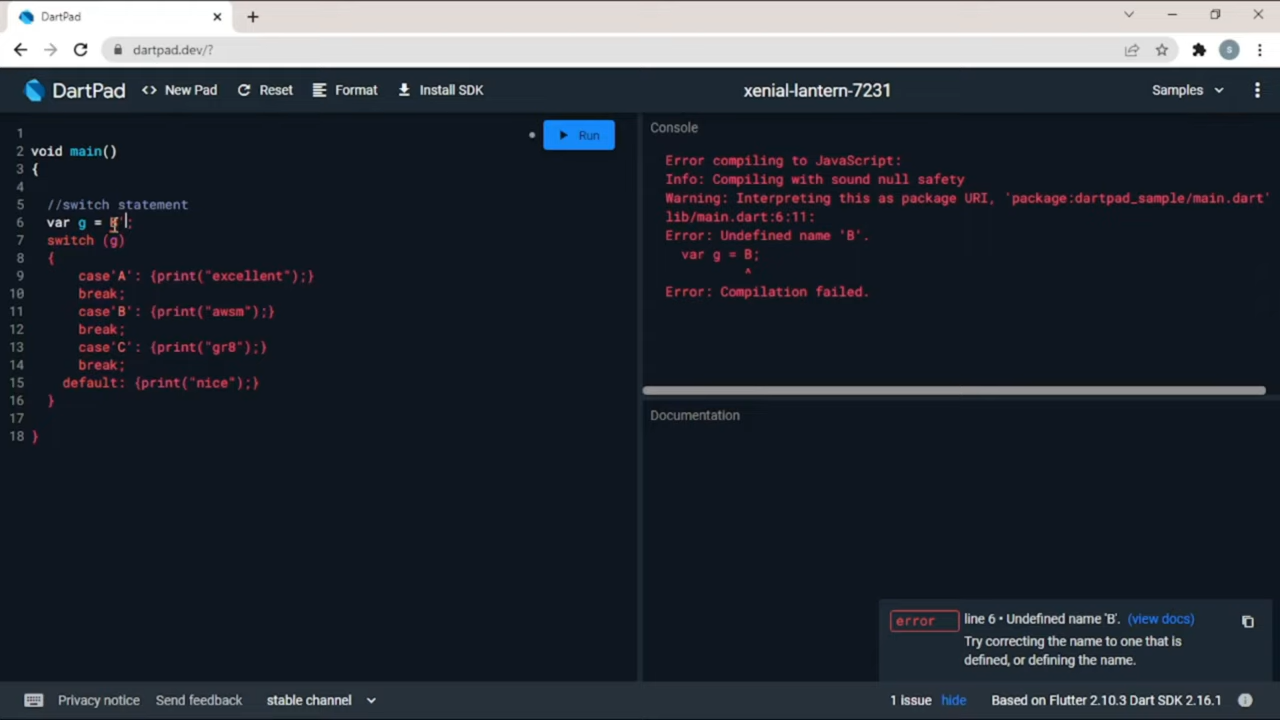 DartPad
dartpad.dev/?
S
DartPad
<> New Pad
Reset
Format
Install SDK
xenial-lantern-7231
Samples
Run
1
2 void main()
3 {
4
5 //switch statement
6 var g = B';
7 switch (g)
8 {
9 case'A': {print("excellent");}
10 break;
11 case'B': {print("awsm");}
12 break;
13 case'C': {print("gr8");}
14 break;
15 default: {print("nice");}
16 }
17
18 }
Console
Error compiling to JavaScript:
Info: Compiling with sound null safety
Warning: Interpreting this as package URI, 'package:dartpad_sample/main.dart'
lib/main.dart:6:11:
Error: Undefined name 'B'.
var g = B;
^
Error: Compilation failed.
Documentation
error
line 6 • Undefined name 'B'. (view docs)
Try correcting the name to one that is
defined, or defining the name.
Privacy notice
Send feedback
stable channel
1 issue hide
Based on Flutter 2.10.3 Dart SDK 2.16.1